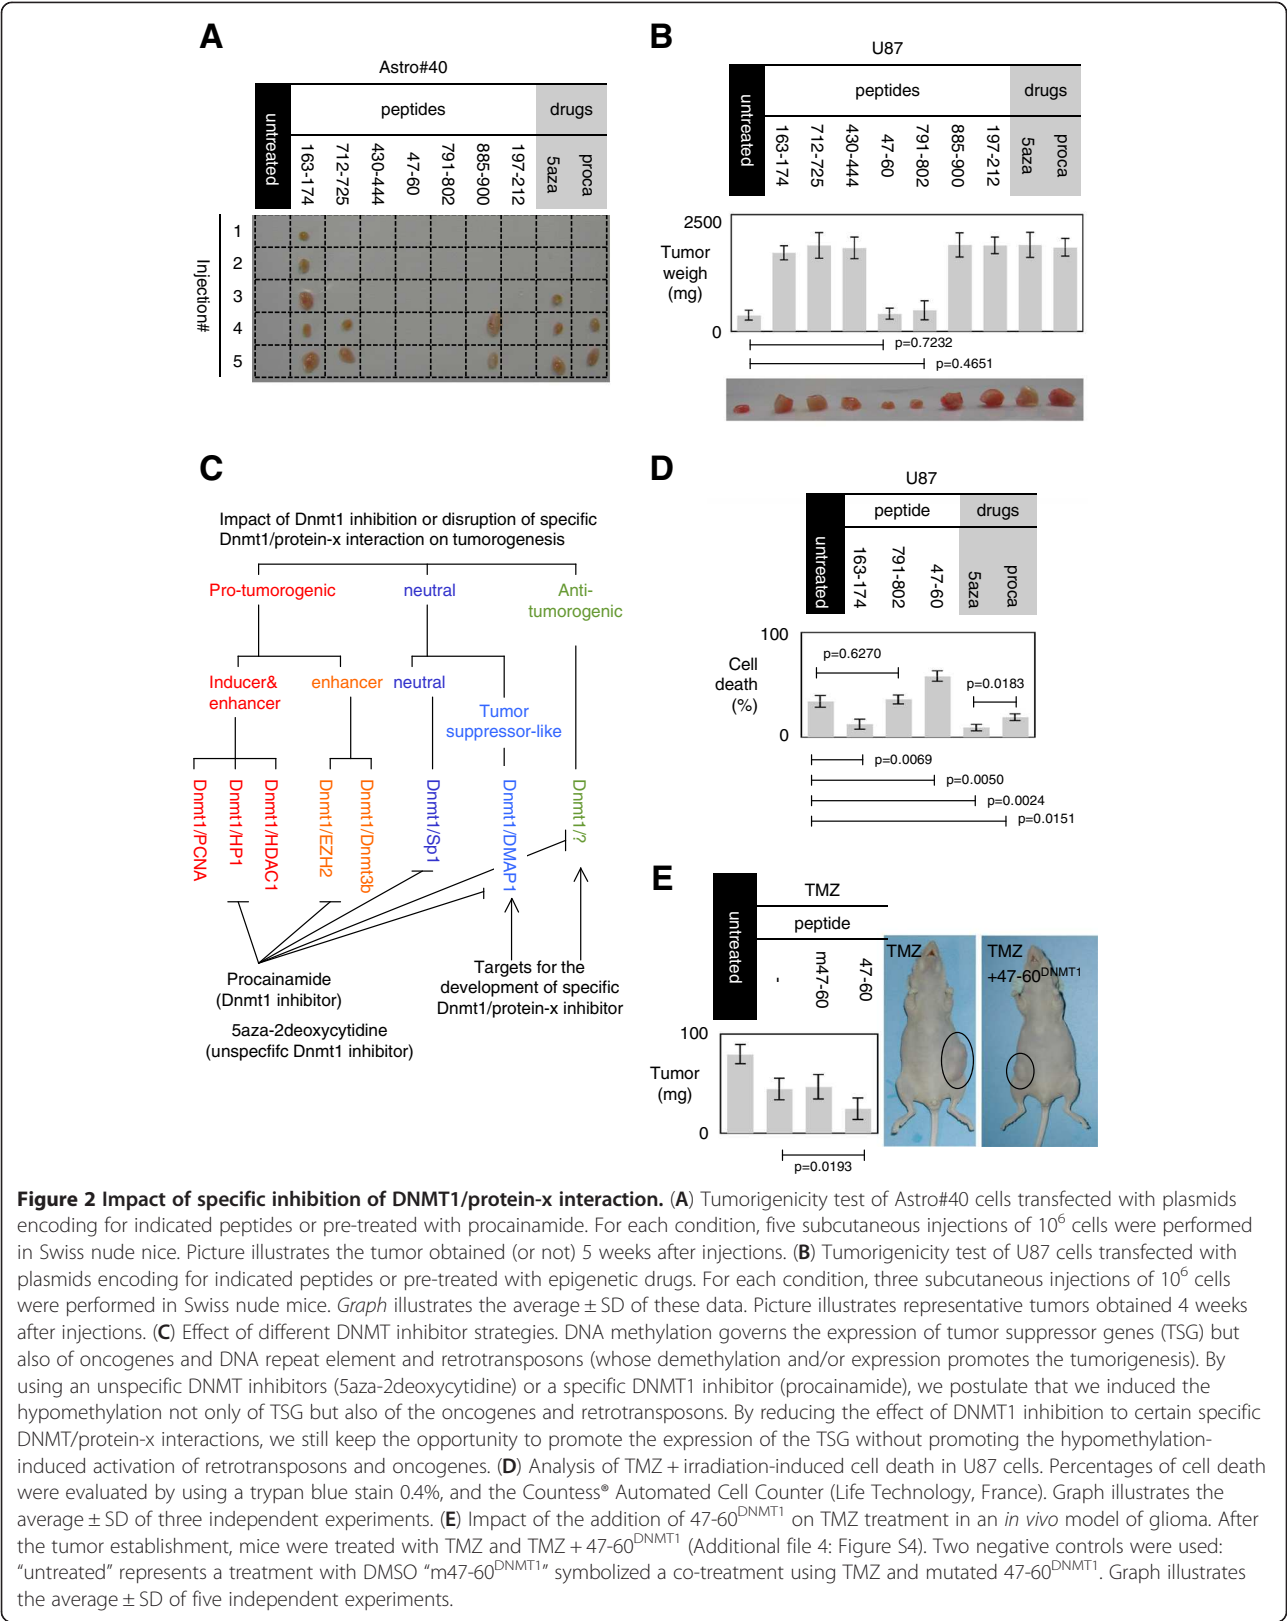 A
Astro#40
untreated
peptides
drugs
163-174
712-725
430-444
47-60
791-802
885-900
197-212
5aza
proca
Injection#
1
2
3
4
5
B
U87
untreated
peptides
drugs
163-174
712-725
430-444
47-60
791-802
885-900
197-212
5aza
proca
2500
Tumor
weigh
(mg)
0
p=0.7232
p=0.4651
C
Impact of Dnmt1 inhibition or disruption of specific
Dnmt1/protein-x interaction on tumorogenesis
Pro-tumorogenic
neutral
Anti-
tumorogenic
Inducer&
enhancer
enhancer
neutral
Tumor
suppressor-like
Dnmt1/PCNA
Dnmt1/HP1
Dnmt1/HDAC1
Dnmt1/EZH2
Dnmt1/Dnmt3b
Dnmt1/Sp1
Dnmt1/DMAP1
Dnmt1/?
Procainamide
(Dnmt1 inhibitor)
5aza-2deoxycytidine
(unspecfifc Dnmt1 inhibitor)
Targets for the
development of specific
Dnmt1/protein-x inhibitor
D
U87
untreated
peptide
drugs
163-174
791-802
47-60
5aza
proca
100
Cell
death
(%)
0
p=0.6270
p=0.0183
p=0.0069
p=0.0050
p=0.0024
p=0.0151
E
untreated
TMZ
peptide
-
m47-60
47-60
100
Tumor
(mg)
0
p=0.0193
TMZ
TMZ
+47-60DNMT1
Figure 2 Impact of specific inhibition of DNMT1/protein-x interaction. (A) Tumorigenicity test of Astro#40 cells transfected with plasmids
encoding for indicated peptides or pre-treated with procainamide. For each condition, five subcutaneous injections of 10⁶ cells were performed
in Swiss nude nice. Picture illustrates the tumor obtained (or not) 5 weeks after injections. (B) Tumorigenicity test of U87 cells transfected with
plasmids encoding for indicated peptides or pre-treated with epigenetic drugs. For each condition, three subcutaneous injections of 10⁶ cells
were performed in Swiss nude mice. Graph illustrates the average ± SD of these data. Picture illustrates representative tumors obtained 4 weeks
after injections. (C) Effect of different DNMT inhibitor strategies. DNA methylation governs the expression of tumor suppressor genes (TSG) but
also of oncogenes and DNA repeat element and retrotransposons (whose demethylation and/or expression promotes the tumorigenesis). By
using an unspecific DNMT inhibitors (5aza-2deoxycytidine) or a specific DNMT1 inhibitor (procainamide), we postulate that we induced the
hypomethylation not only of TSG but also of the oncogenes and retrotransposons. By reducing the effect of DNMT1 inhibition to certain specific
DNMT/protein-x interactions, we still keep the opportunity to promote the expression of the TSG without promoting the hypomethylation-
induced activation of retrotransposons and oncogenes. (D) Analysis of TMZ + irradiation-induced cell death in U87 cells. Percentages of cell death
were evaluated by using a trypan blue stain 0.4%, and the Countess® Automated Cell Counter (Life Technology, France). Graph illustrates the
average ± SD of three independent experiments. (E) Impact of the addition of 47-60DNMT1 on TMZ treatment in an in vivo model of glioma. After
the tumor establishment, mice were treated with TMZ and TMZ + 47-60DNMT1 (Additional file 4: Figure S4). Two negative controls were used:
"untreated" represents a treatment with DMSO "m47-60DNMT1" symbolized a co-treatment using TMZ and mutated 47-60DNMT1. Graph illustrates
the average ± SD of five independent experiments.